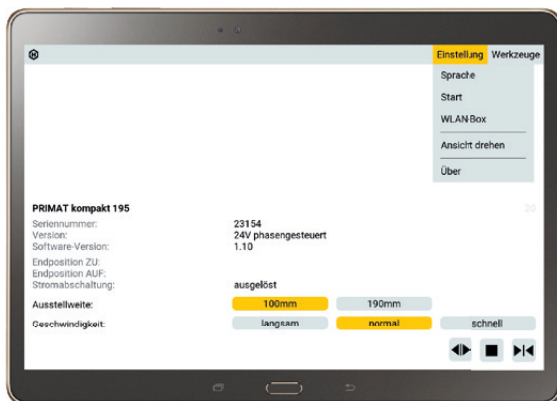 Einstellung Werkzeuge
Sprache
Start
WLAN-Box
Ansicht drehen
Über
PRIMAT kompakt 195
20
Seriennummer: 23154
Version: 24V phasengesteuert
Software-Version: 1.10
Endposition ZU:
Endposition AUF:
Stromabschaltung: ausgelöst
Ausstellweite: 100mm 190mm
Geschwindigkeit: langsam normal schnell